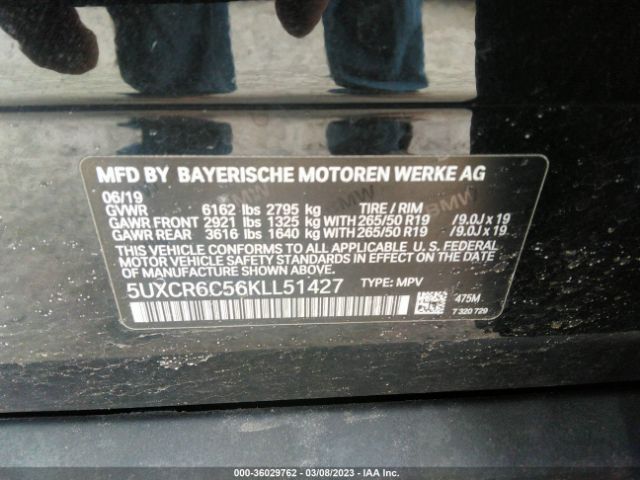 MFD BY BAYERISCHE MOTOREN WERKE AG
06/19
GVWR 6162 lbs 2795 kg TIRE / RIM
GAWR FRONT 2921 lbs 1325 kg WITH 265/50 R19 /9.0J x 19
GAWR REAR 3616 lbs 1640 kg WITH 265/50 R19 /9.0J x 19
THIS VEHICLE CONFORMS TO ALL APPLICABLE U. S. FEDERAL
MOTOR VEHICLE SAFETY STANDARDS IN EFFECT ON THE DATE
OF MANUFACTURE SHOWN ABOVE.
5UXCR6C56KLL51427 TYPE: MPV
475M
7 320 729
000-36029762 - 03/08/2023 - IAA Inc.